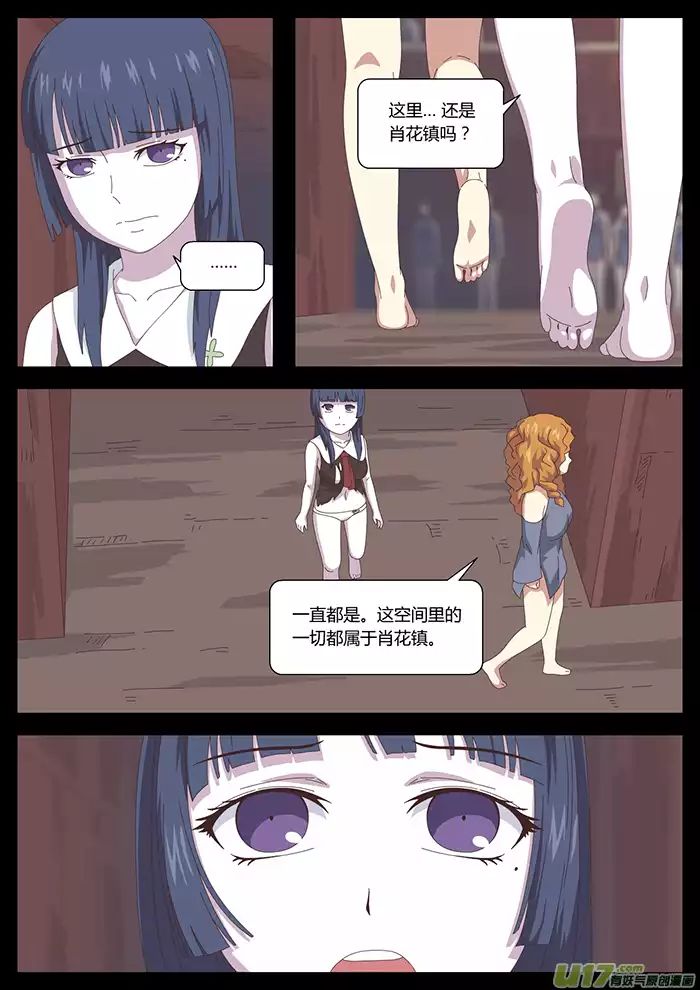 ……
这里… 还是
肖花镇吗？
一直都是。这空间里的
一切都属于肖花镇。
U17.com
有妖气原创漫画